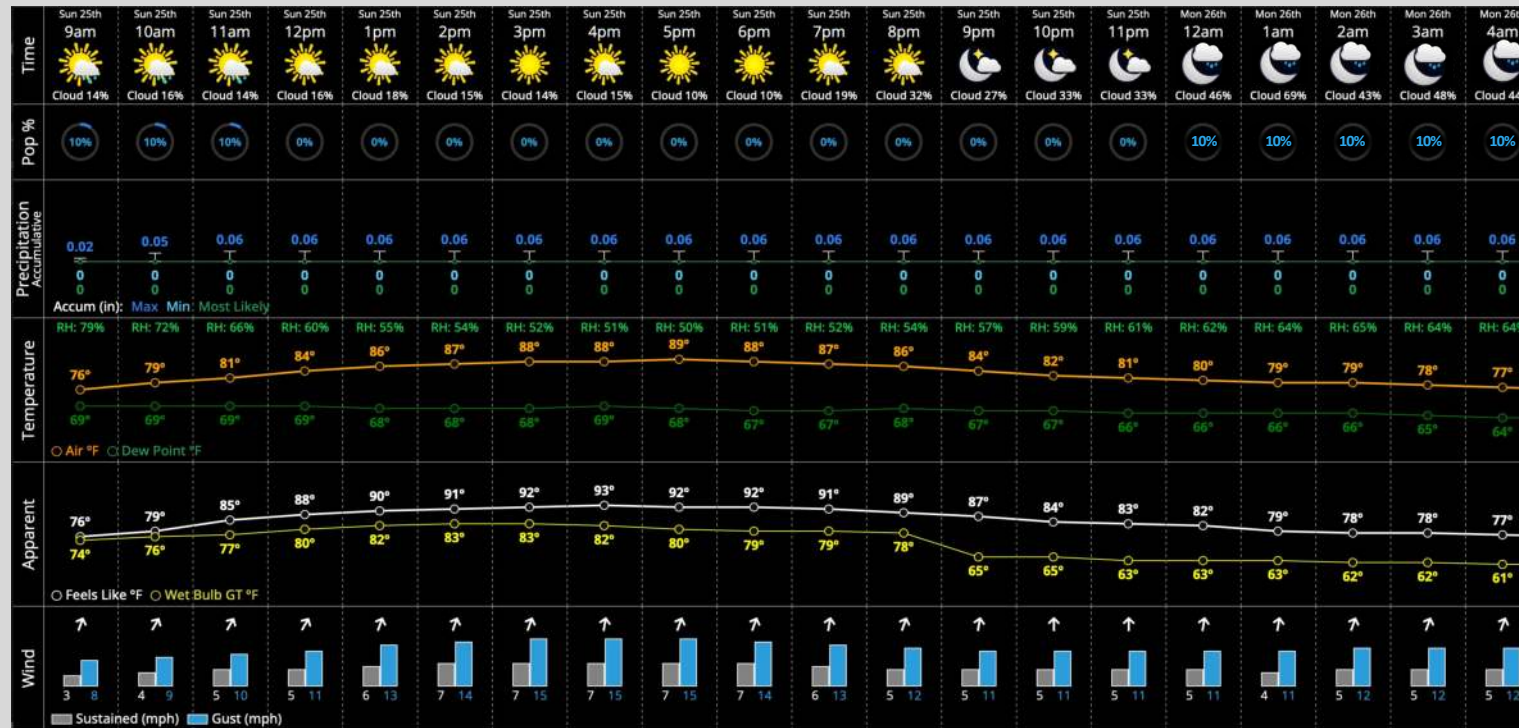 Time
Sun 25th Sun 25th Sun 25th Sun 25th Sun 25th Sun 25th Sun 25th Sun 25th Sun 25th Sun 25th Sun 25th Sun 25th Sun 25th Sun 25th Sun 25th Mon 26th Mon 26th Mon 26th Mon 26th Mon 26th
9am 10am 11am 12pm 1pm 2pm 3pm 4pm 5pm 6pm 7pm 8pm 9pm 10pm 11pm 12am 1am 2am 3am 4am
Cloud 14% Cloud 16% Cloud 14% Cloud 16% Cloud 18% Cloud 15% Cloud 14% Cloud 15% Cloud 10% Cloud 10% Cloud 19% Cloud 32% Cloud 27% Cloud 33% Cloud 33% Cloud 46% Cloud 69% Cloud 43% Cloud 48% Cloud 44%
Pop %
10% 10% 10% 0% 0% 0% 0% 0% 0% 0% 0% 0% 0% 0% 0% 10% 10% 10% 10% 10%
Precipitation
Accumulative
0.02 0.05 0.06 0.06 0.06 0.06 0.06 0.06 0.06 0.06 0.06 0.06 0.06 0.06 0.06 0.06 0.06 0.06 0.06 0.06
0 0 0 0 0 0 0 0 0 0 0 0 0 0 0 0 0 0 0 0
0 0 0 0 0 0 0 0 0 0 0 0 0 0 0 0 0 0 0 0
Accum (in): Max Min Most Likely
Temperature
RH: 79% RH: 72% RH: 66% RH: 60% RH: 55% RH: 54% RH: 52% RH: 51% RH: 50% RH: 51% RH: 52% RH: 54% RH: 57% RH: 59% RH: 61% RH: 62% RH: 64% RH: 65% RH: 64% RH: 64%
76° 79° 81° 84° 86° 87° 88° 88° 89° 88° 87° 86° 84° 82° 81° 80° 79° 79° 78° 77°
69° 69° 69° 69° 68° 68° 68° 69° 68° 67° 67° 68° 67° 67° 66° 66° 66° 66° 65° 64°
Air °F Dew Point °F
Apparent
76° 79° 85° 88° 90° 91° 92° 93° 92° 92° 91° 89° 87° 84° 83° 82° 79° 78° 78° 77°
74° 76° 77° 80° 82° 83° 83° 82° 80° 79° 79° 78° 65° 65° 63° 63° 63° 62° 62° 61°
Feels Like °F Wet Bulb GT °F
Wind
3 8 4 9 5 10 5 11 6 13 7 14 7 15 7 15 7 15 7 14 6 13 5 12 5 11 5 11 5 11 5 11 4 11 5 12 5 12 5 12
Sustained (mph) Gust (mph)